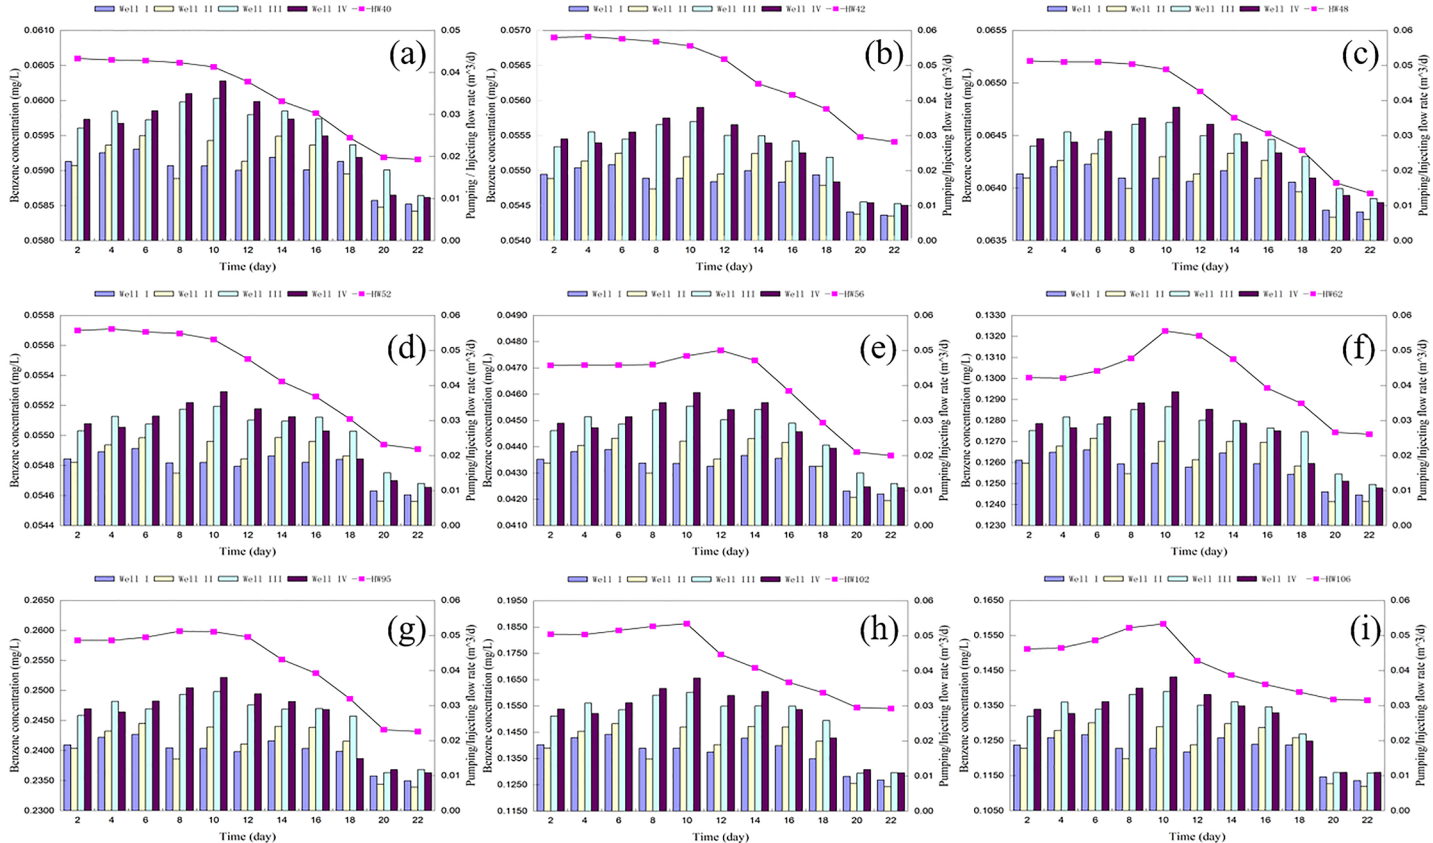 Well I Well II Well III Well IV HW40
(a)
Benzene concentration (mg/L)
0.0610
0.0605
0.0600
0.0595
0.0590
0.0585
0.0580
0.05
0.04
0.03
0.02
0.01
0.00
Pumping / Injecting flow rate (m^3/d)
2 4 6 8 10 12 14 16 18 20 22
Time (day)
Well I Well II Well III Well IV HW42
(b)
Benzene concentration (mg/L)
0.0570
0.0565
0.0560
0.0555
0.0550
0.0545
0.0540
0.06
0.05
0.04
0.03
0.02
0.01
0.00
Pumping/Injecting flow rate (m^3/d)
2 4 6 8 10 12 14 16 18 20 22
Time (day)
Well I Well II Well III Well IV HW48
(c)
Benzene concentration (mg/L)
0.0655
0.0650
0.0645
0.0640
0.0635
0.06
0.05
0.04
0.03
0.02
0.01
0.00
Pumping/Injecting flow rate (m^3/d)
2 4 6 8 10 12 14 16 18 20 22
Time (day)
Well I Well II Well III Well IV HW52
(d)
Benzene concentration(mg/L)
0.0558
0.0556
0.0554
0.0552
0.0550
0.0548
0.0546
0.0544
0.06
0.05
0.04
0.03
0.02
0.01
0.00
Pumping/Injecting flow rate (m^3/d)
2 4 6 8 10 12 14 16 18 20 22
Time (day)
Well I Well II Well III Well IV HW56
(e)
Benzene concentration (mg/L)
0.0490
0.0480
0.0470
0.0460
0.0450
0.0440
0.0430
0.0420
0.0410
0.06
0.05
0.04
0.03
0.02
0.01
0.00
Pumping/Injecting flow rate (m^3/d)
2 4 6 8 10 12 14 16 18 20 22
Time (day)
Well I Well II Well III Well IV HW62
(f)
Benzene concentration (mg/L)
0.1330
0.1310
0.1300
0.1290
0.1280
0.1270
0.1260
0.1250
0.1240
0.1230
0.06
0.05
0.04
0.03
0.02
0.01
0.00
Pumping/Injecting flow rate (m^3/d)
2 4 6 8 10 12 14 16 18 20 22
Time (day)
Well I Well II Well III Well IV HW95
(g)
Benzene concentration (mg/L)
0.2650
0.2600
0.2550
0.2500
0.2450
0.2400
0.2350
0.2300
0.06
0.05
0.04
0.03
0.02
0.01
0.00
Pumping/Injecting flow rate (m^3/d)
2 4 6 8 10 12 14 16 18 20 22
Time (day)
Well I Well II Well III Well IV HW102
(h)
Benzene concentration (mg/L)
0.1950
0.1850
0.1750
0.1650
0.1550
0.1450
0.1350
0.1250
0.1150
0.06
0.05
0.04
0.03
0.02
0.01
0.00
Pumping/Injecting flow rate (m^3/d)
2 4 6 8 10 12 14 16 18 20 22
Time (day)
Well I Well II Well III Well IV HW106
(i)
Benzene concentration (mg/L)
0.1650
0.1550
0.1450
0.1350
0.1250
0.1150
0.1050
0.06
0.05
0.04
0.03
0.02
0.01
0.00
Pumping/Injecting flow rate (m^3/d)
2 4 6 8 10 12 14 16 18 20 22
Time (day)